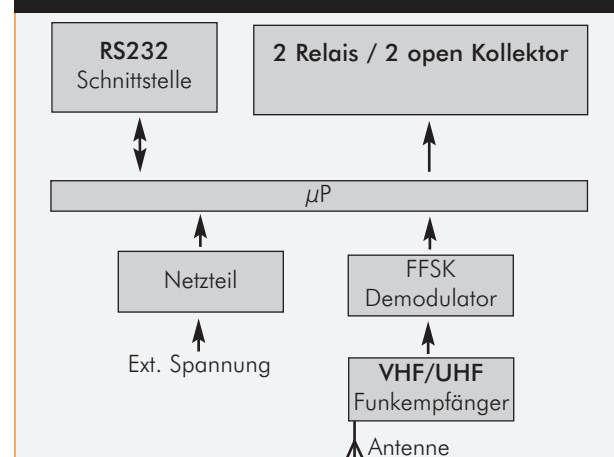 RS232
Schnittstelle
2 Relais / 2 open Kollektor
µP
Netzteil
FFSK
Demodulator
Ext. Spannung
VHF/UHF
Funkempfänger
Antenne